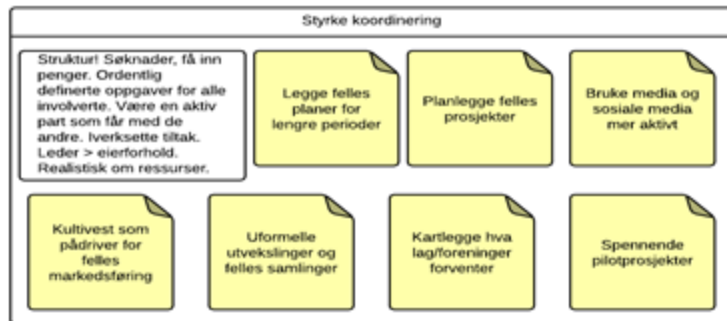 Styrke koordinering
Struktur! Søknader, få inn
penger. Ordentlig
definerte oppgaver for alle
involverte. Være en aktiv
part som får med de
andre. Iverksette tiltak.
Leder > eierforhold.
Realistisk om ressurser.
Legge felles
planer for
lengre perioder
Planlegge felles
prosjekter
Bruke media og
sosiale media
mer aktivt
Kultivest som
pådriver for
felles
markedsføring
Uformelle
utvekslinger og
felles samlinger
Kartlegge hva
lag/foreninger
forventer
Spennende
pilotprosjekter